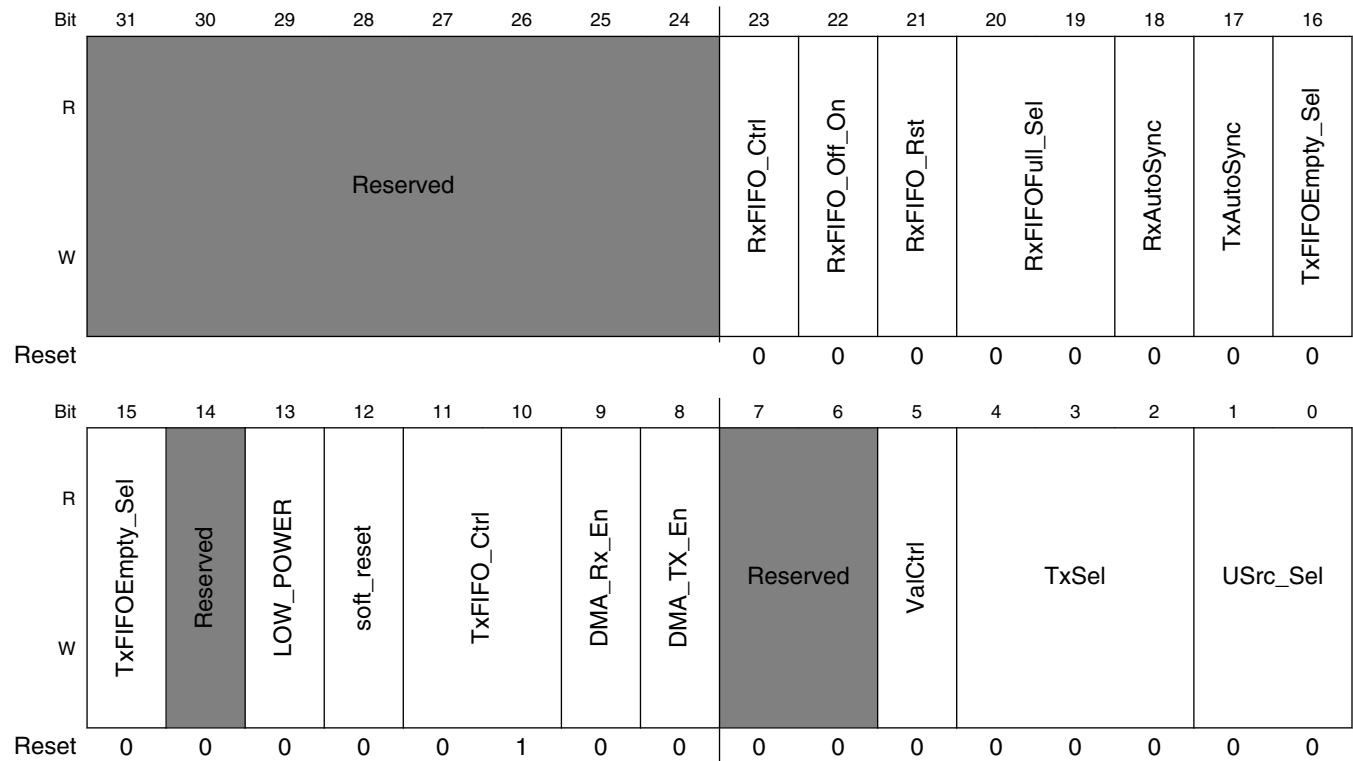 Bit 31 30 29 28 27 26 25 24 23 22 21 20 19 18 17 16
R
W
Reserved
RxFIFO_Ctrl
RxFIFO_Off_On
RxFIFO_Rst
RxFIFOFull_Sel
RxAutoSync
TxAutoSync
TxFIFOEmpty_Sel
Reset 0 0 0 0 0 0 0 0
Bit 15 14 13 12 11 10 9 8 7 6 5 4 3 2 1 0
R
W
TxFIFOEmpty_Sel
Reserved
LOW_POWER
soft_reset
TxFIFO_Ctrl
DMA_Rx_En
DMA_TX_En
Reserved
ValCtrl
TxSel
USrc_Sel
Reset 0 0 0 0 0 1 0 0 0 0 0 0 0 0 0 0